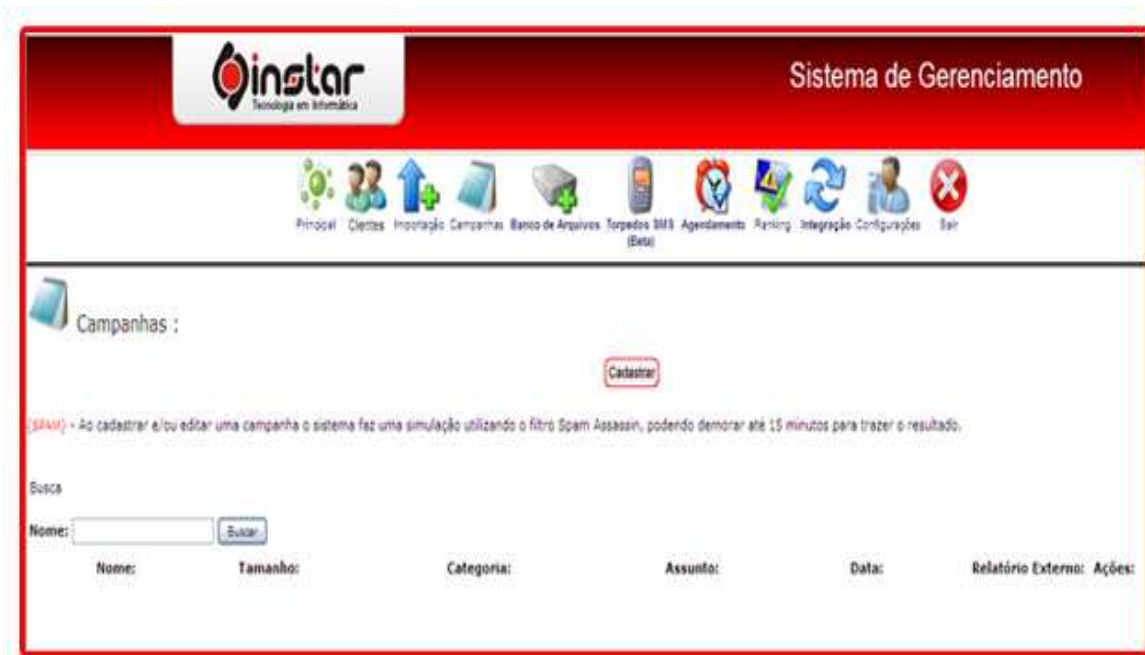 instar
Tecnologia em Informática
Sistema de Gerenciamento
Principal Clientes Importação Campanhas Banco de Arquivos Torpedos SMS (Beta) Agendamento Ranking Integração Configurações Sair
Campanhas :
Cadastrar
(SPAM) - Ao cadastrar e/ou editar uma campanha o sistema faz uma simulação utilizando o filtro Spam Assassin, podendo demorar até 15 minutos para trazer o resultado.
Busca
Nome: Buscar
Nome: Tamanho: Categoria: Assunto: Data: Relatório Externo: Ações: